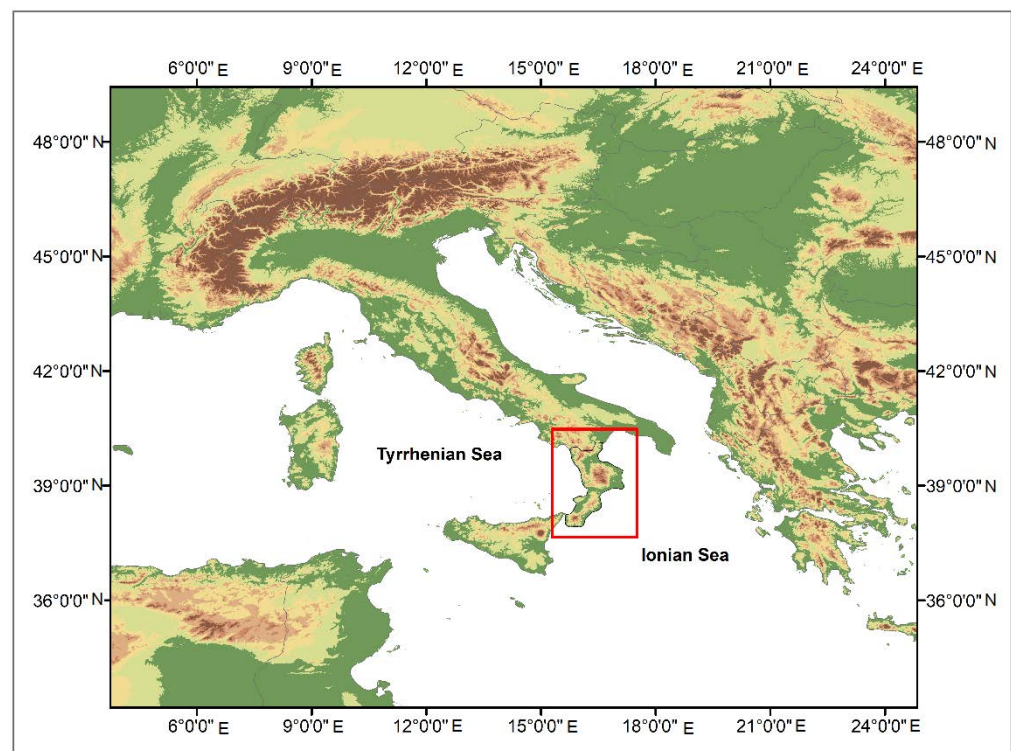 6°0'0" E 9°0'0" E 12°0'0" E 15°0'0" E 18°0'0" E 21°0'0" E 24°0'0" E
48°0'0" N 48°0'0" N
45°0'0" N 45°0'0" N
42°0'0" N 42°0'0" N
Tyrrhenian Sea
39°0'0" N 39°0'0" N
Ionian Sea
36°0'0" N 36°0'0" N
6°0'0" E 9°0'0" E 12°0'0" E 15°0'0" E 18°0'0" E 21°0'0" E 24°0'0" E